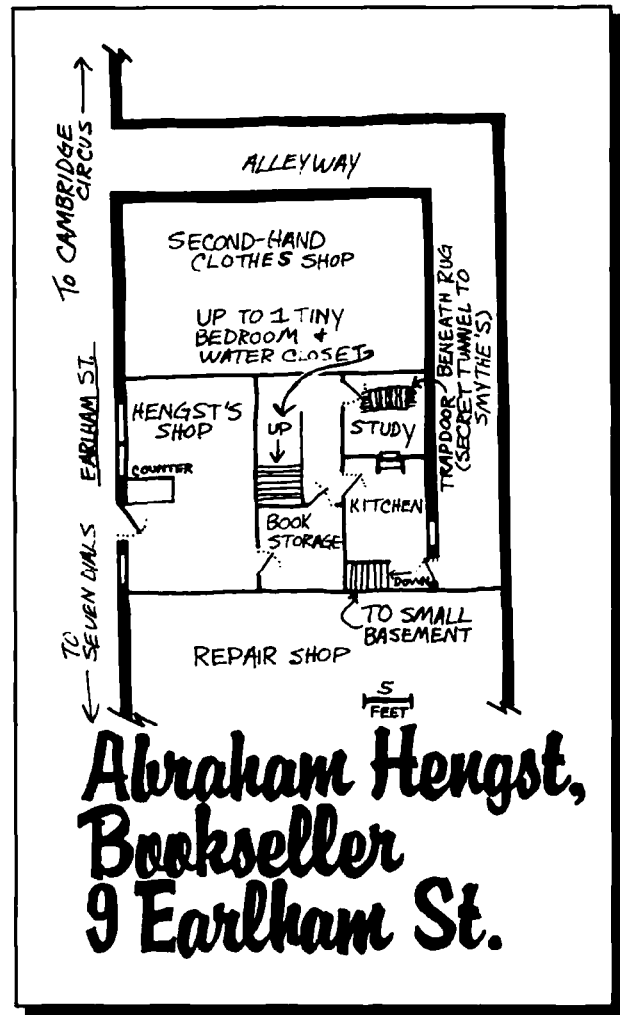 To CAMBRIDGE
CIRCUS
ALLEYWAY
SECOND-HAND
CLOTHES SHOP
UP TO 1 TINY
BEDROOM +
WATER CLOSET
TRAPDOOR BENEATH RUG
(SECRET TUNNEL TO
SMYTHE'S)
EARLHAM ST.
HENGST'S
SHOP
COUNTER
UP
STUDY
KITCHEN
BOOK
STORAGE
DOWN
TO SMALL
BASEMENT
TO
SEVEN DIALS
REPAIR SHOP
5
FEET
Abraham Hengst,
Bookseller
9 Earlham St.